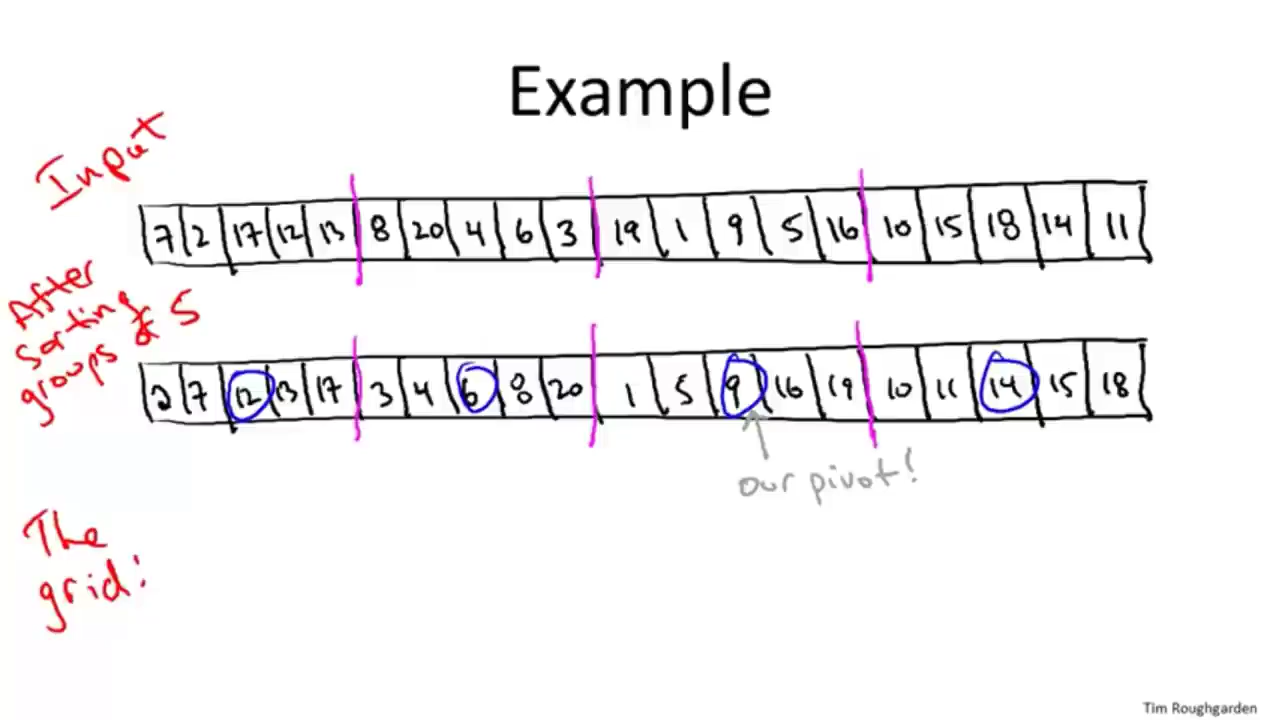 Example
Input
7 2 17 12 13 8 20 4 6 3 19 1 9 5 16 10 15 18 14 11
After
sorting
groups of 5
2 7 12 13 17 3 4 6 8 20 1 5 9 16 19 10 11 14 15 18
our pivot!
The
grid:
Tim Roughgarden